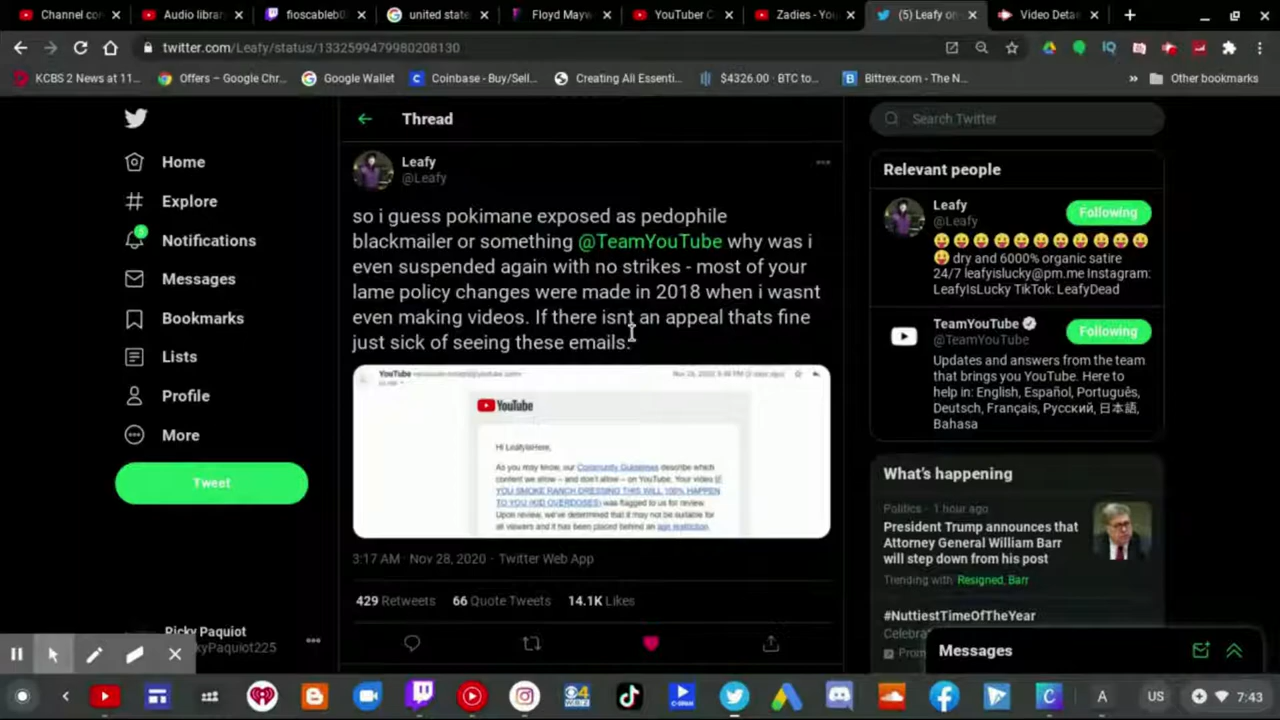 Channel co
Audio librar
fioscableb
united state
Floyd Mayw
YouTuber C
Zadies - You
(5) Leafy on
Video Detai
twitter.com/Leafy/status/1332599479980208130
KCBS 2 News at 11...
Offers – Google Chr...
Google Wallet
Coinbase - Buy/Sell...
Creating All Essenti...
$4326.00 · BTC to...
Bittrex.com - The N...
»
Other bookmarks
Home
Explore
5
Notifications
Messages
Bookmarks
Lists
Profile
More
Tweet
Ricky Paquiot
kyPaquiot225
Thread
Leafy
@Leafy
so i guess pokimane exposed as pedophile
blackmailer or something @TeamYouTube why was i
even suspended again with no strikes - most of your
lame policy changes were made in 2018 when i wasnt
even making videos. If there isnt an appeal thats fine
just sick of seeing these emails.
YouTube
YouTube
Hi LeafyIsHere,
As you may know, our Community Guidelines describe which
content we allow – and don't allow – on YouTube. Your video
YOU SMOKE RANCH DRESSING THIS WILL 100% HAPPEN
TO YOU (KID OVERDOSES) was flagged to us for review.
Upon review, we've determined that it may not be suitable for
all viewers and it has been placed behind an age restriction.
3:17 AM · Nov 28, 2020 · Twitter Web App
429 Retweets 66 Quote Tweets 14.1K Likes
Search Twitter
Relevant people
Leafy
@Leafy
Following
😛😛😛😛😛😛😛😛😛😛
😛 dry and 6000% organic satire
24/7 leafyislucky@pm.me Instagram:
LeafyIsLucky TikTok: LeafyDead
TeamYouTube
@TeamYouTube
Following
Updates and answers from the team
that brings you YouTube. Here to
help in: English, Español, Português,
Deutsch, Français, Русский, 日本語,
Bahasa
What's happening
Politics · 1 hour ago
President Trump announces that
Attorney General William Barr
will step down from his post
Trending with Resigned, Barr
#NuttiestTimeOfTheYear
Celebra
Prom
Messages
A
US
7:43